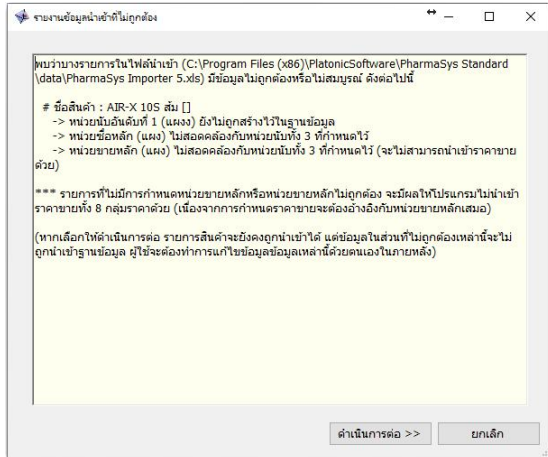 รายงานข้อมูลนำเข้าที่ไม่ถูกต้อง
พบว่าบางรายการในไฟล์นำเข้า (C:\Program Files (x86)\PlatonicSoftware\PharmaSys Standard
\data\PharmaSys Importer 5.xls) มีข้อมูลไม่ถูกต้องหรือไม่สมบูรณ์ ดังต่อไปนี้
# ชื่อสินค้า : AIR-X 10S ส้ม []
-> หน่วยนับอันดับที่ 1 (แผงง) ยังไม่ถูกสร้างไว้ในฐานข้อมูล
-> หน่วยซื้อหลัก (แผง) ไม่สอดคล้องกับหน่วยนับทั้ง 3 ที่กำหนดไว้
-> หน่วยขายหลัก (แผง) ไม่สอดคล้องกับหน่วยนับทั้ง 3 ที่กำหนดไว้ (จะไม่สามารถนำเข้าราคาขาย
ด้วย)
*** รายการที่ไม่มีการกำหนดหน่วยขายหลักหรือหน่วยขายหลักไม่ถูกต้อง จะมีผลให้โปรแกรมไม่นำเข้า
ราคาขายทั้ง 8 กลุ่มราคาด้วย (เนื่องจากการกำหนดราคาขายจะต้องอ้างอิงกับหน่วยขายหลักเสมอ)
(หากเลือกให้ดำเนินการต่อ รายการสินค้าจะยังคงถูกนำเข้าได้ แต่ข้อมูลในส่วนที่ไม่ถูกต้องเหล่านี้จะไม่
ถูกนำเข้าฐานข้อมูล ผู้ใช้จะต้องทำการแก้ไขข้อมูลข้อมูลเหล่านี้ด้วยตนเองในภายหลัง)
ดำเนินการต่อ >>
ยกเลิก